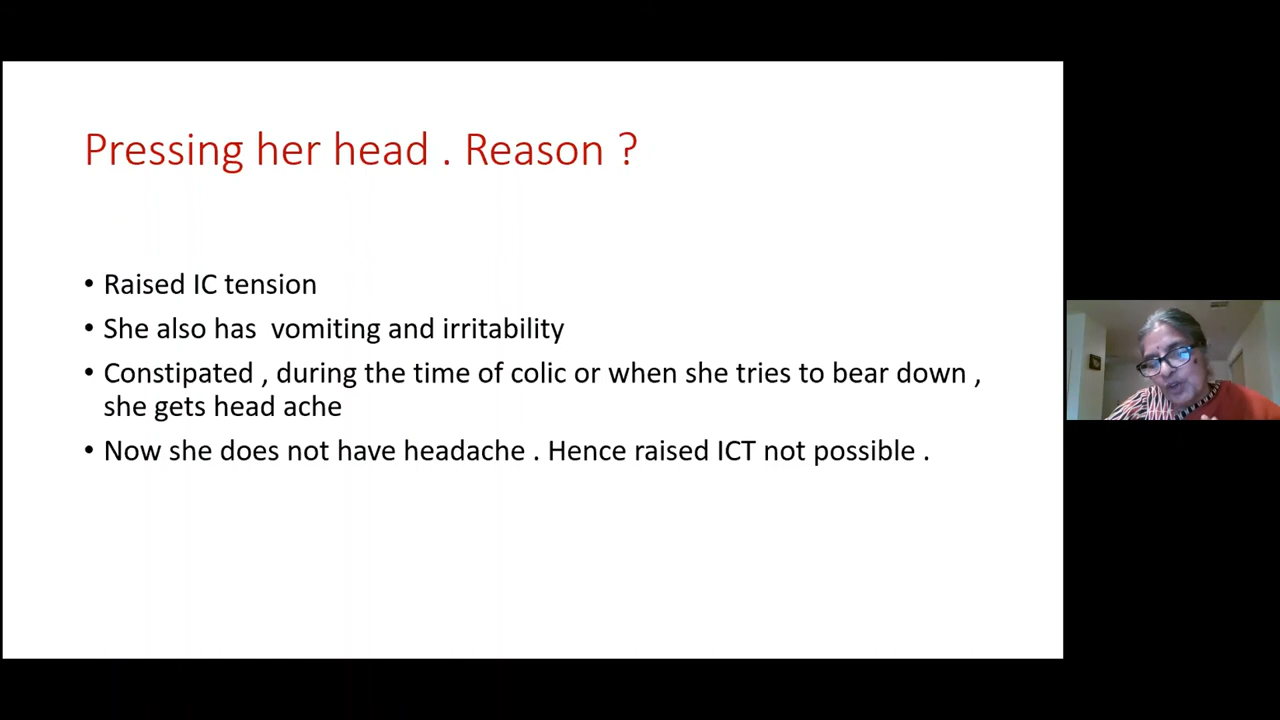 Pressing her head . Reason ?
• Raised IC tension
• She also has  vomiting and irritability
• Constipated , during the time of colic or when she tries to bear down ,
she gets head ache
• Now she does not have headache . Hence raised ICT not possible .